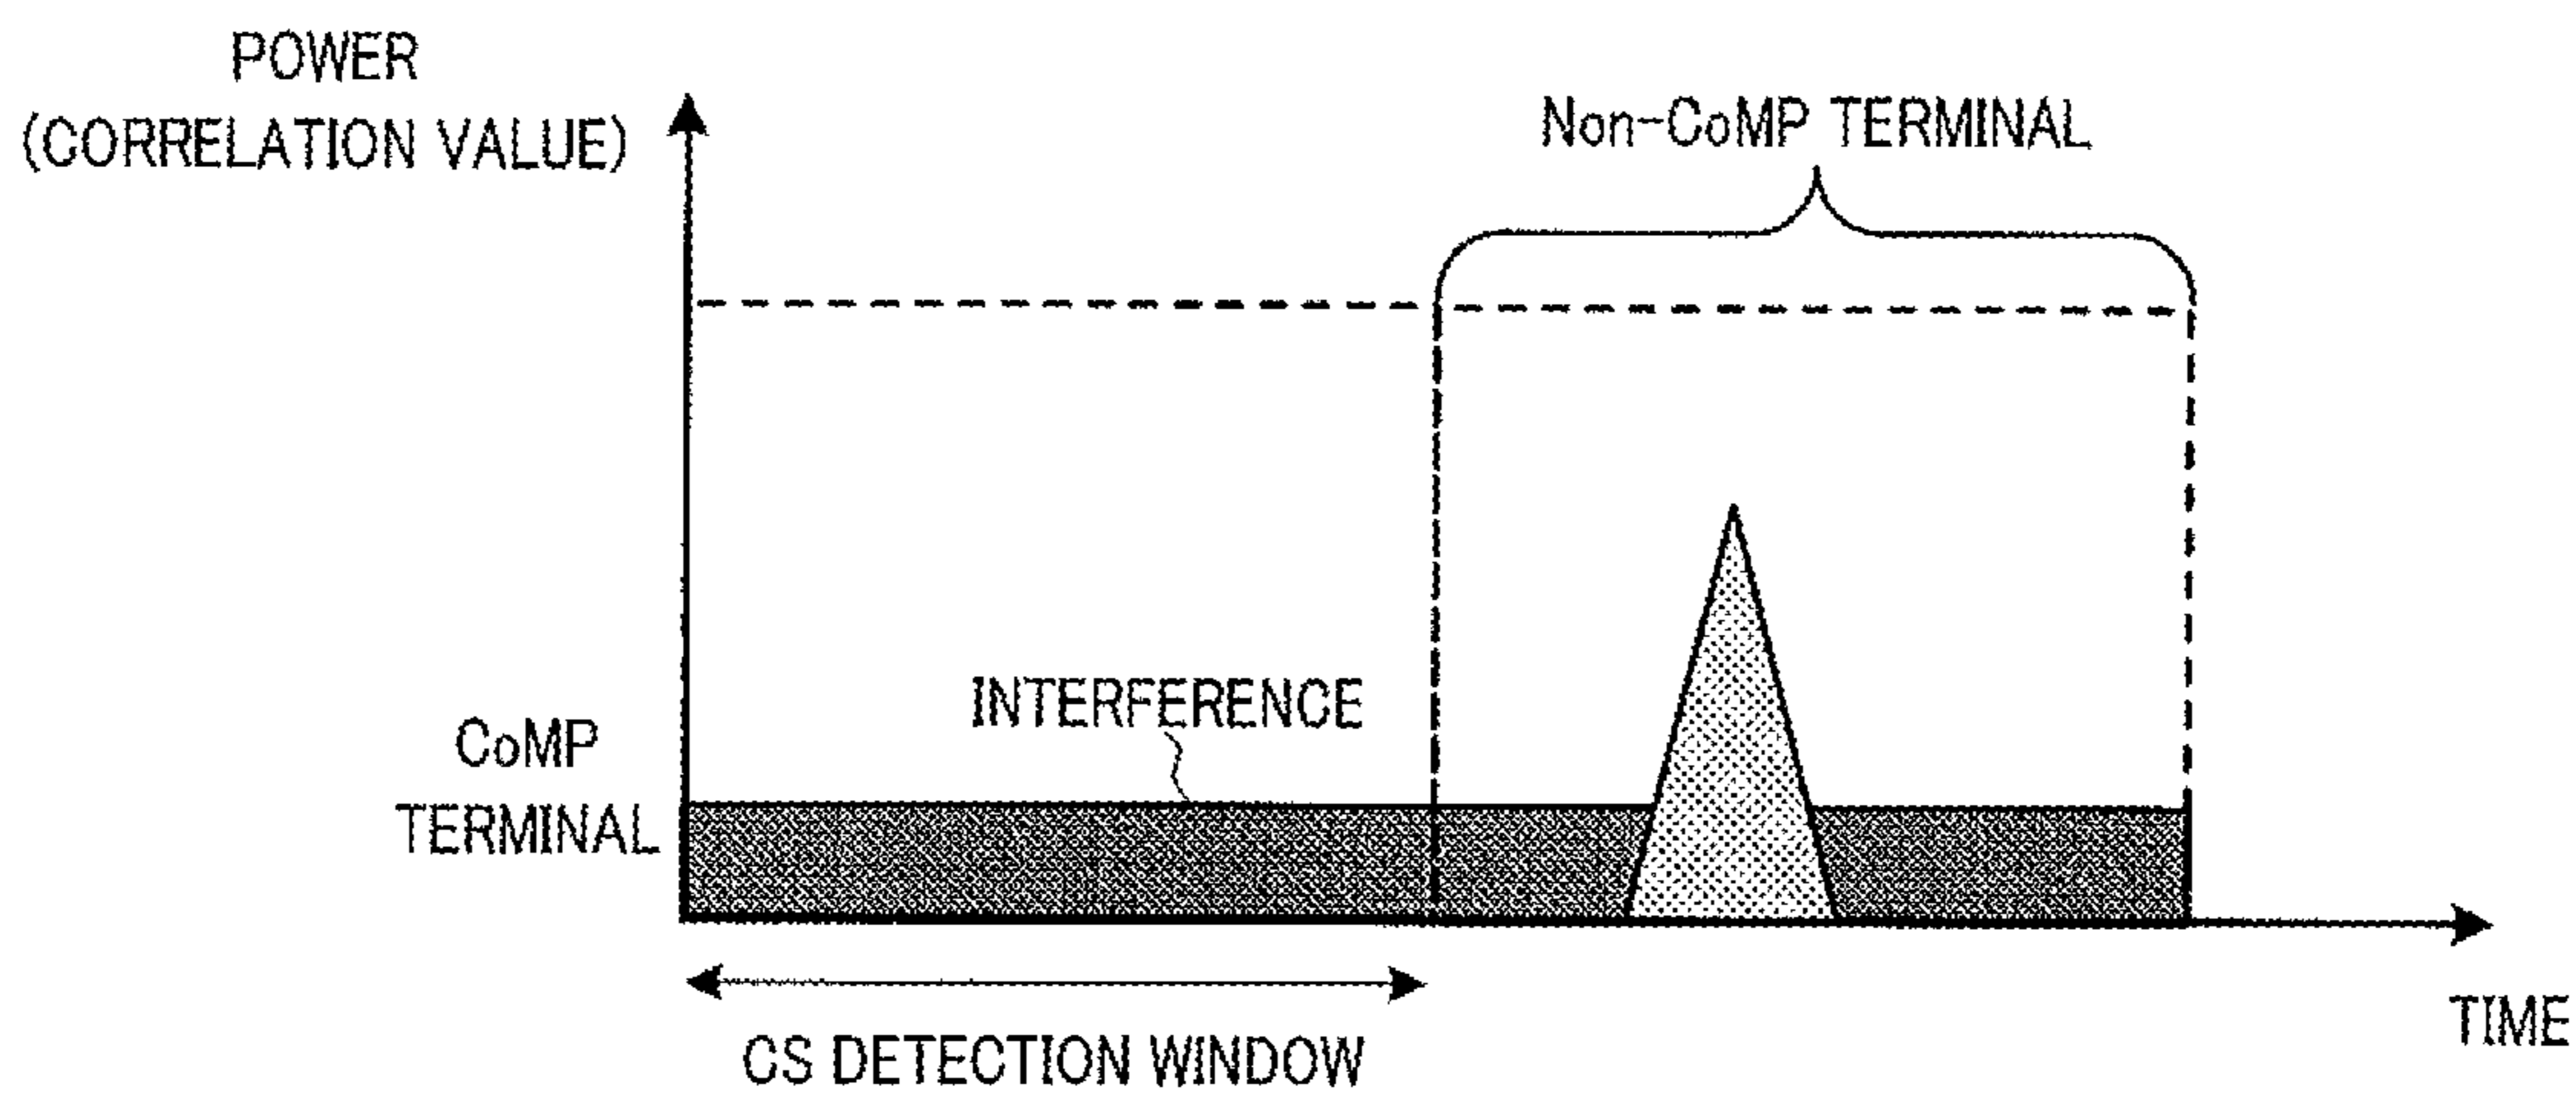 POWER
(CORRELATION VALUE)
Non-CoMP TERMINAL
INTERFERENCE
CoMP
TERMINAL
CS DETECTION WINDOW
TIME